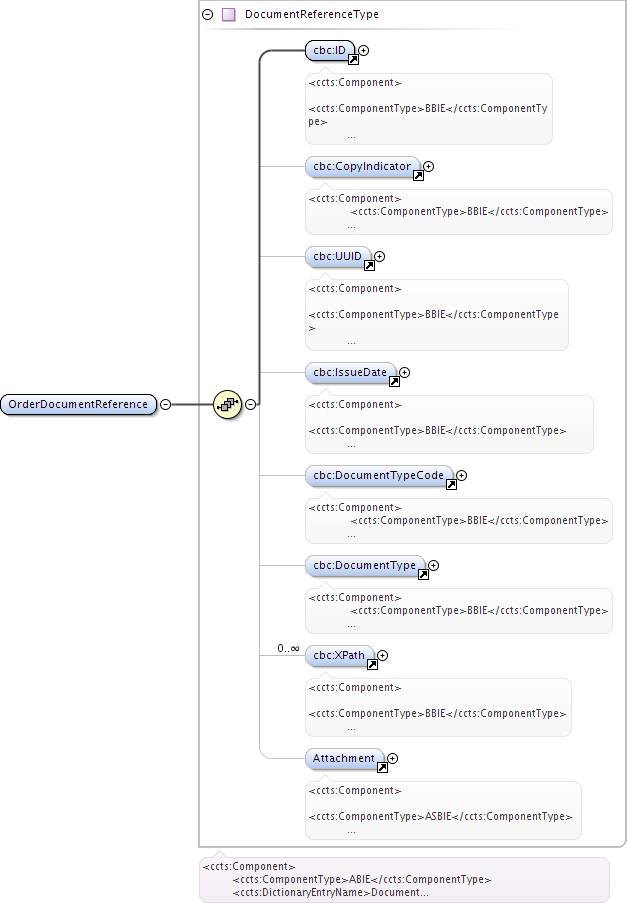 DocumentReferenceType
cbc:ID
<ccts:Component>
<ccts:ComponentType>BBIE</ccts:ComponentTy
pe>
...
cbc:CopyIndicator
<ccts:Component>
<ccts:ComponentType>BBIE</ccts:ComponentType>
...
cbc:UUID
<ccts:Component>
<ccts:ComponentType>BBIE</ccts:ComponentType
>
...
cbc:IssueDate
<ccts:Component>
<ccts:ComponentType>BBIE</ccts:ComponentType>
...
OrderDocumentReference
cbc:DocumentTypeCode
<ccts:Component>
<ccts:ComponentType>BBIE</ccts:ComponentType>
...
cbc:DocumentType
<ccts:Component>
<ccts:ComponentType>BBIE</ccts:ComponentType>
...
0..∞
cbc:XPath
<ccts:Component>
<ccts:ComponentType>BBIE</ccts:ComponentType>
...
Attachment
<ccts:Component>
<ccts:ComponentType>ASBIE</ccts:ComponentType>
...
<ccts:Component>
<ccts:ComponentType>ABIE</ccts:ComponentType>
<ccts:DictionaryEntryName>Document...